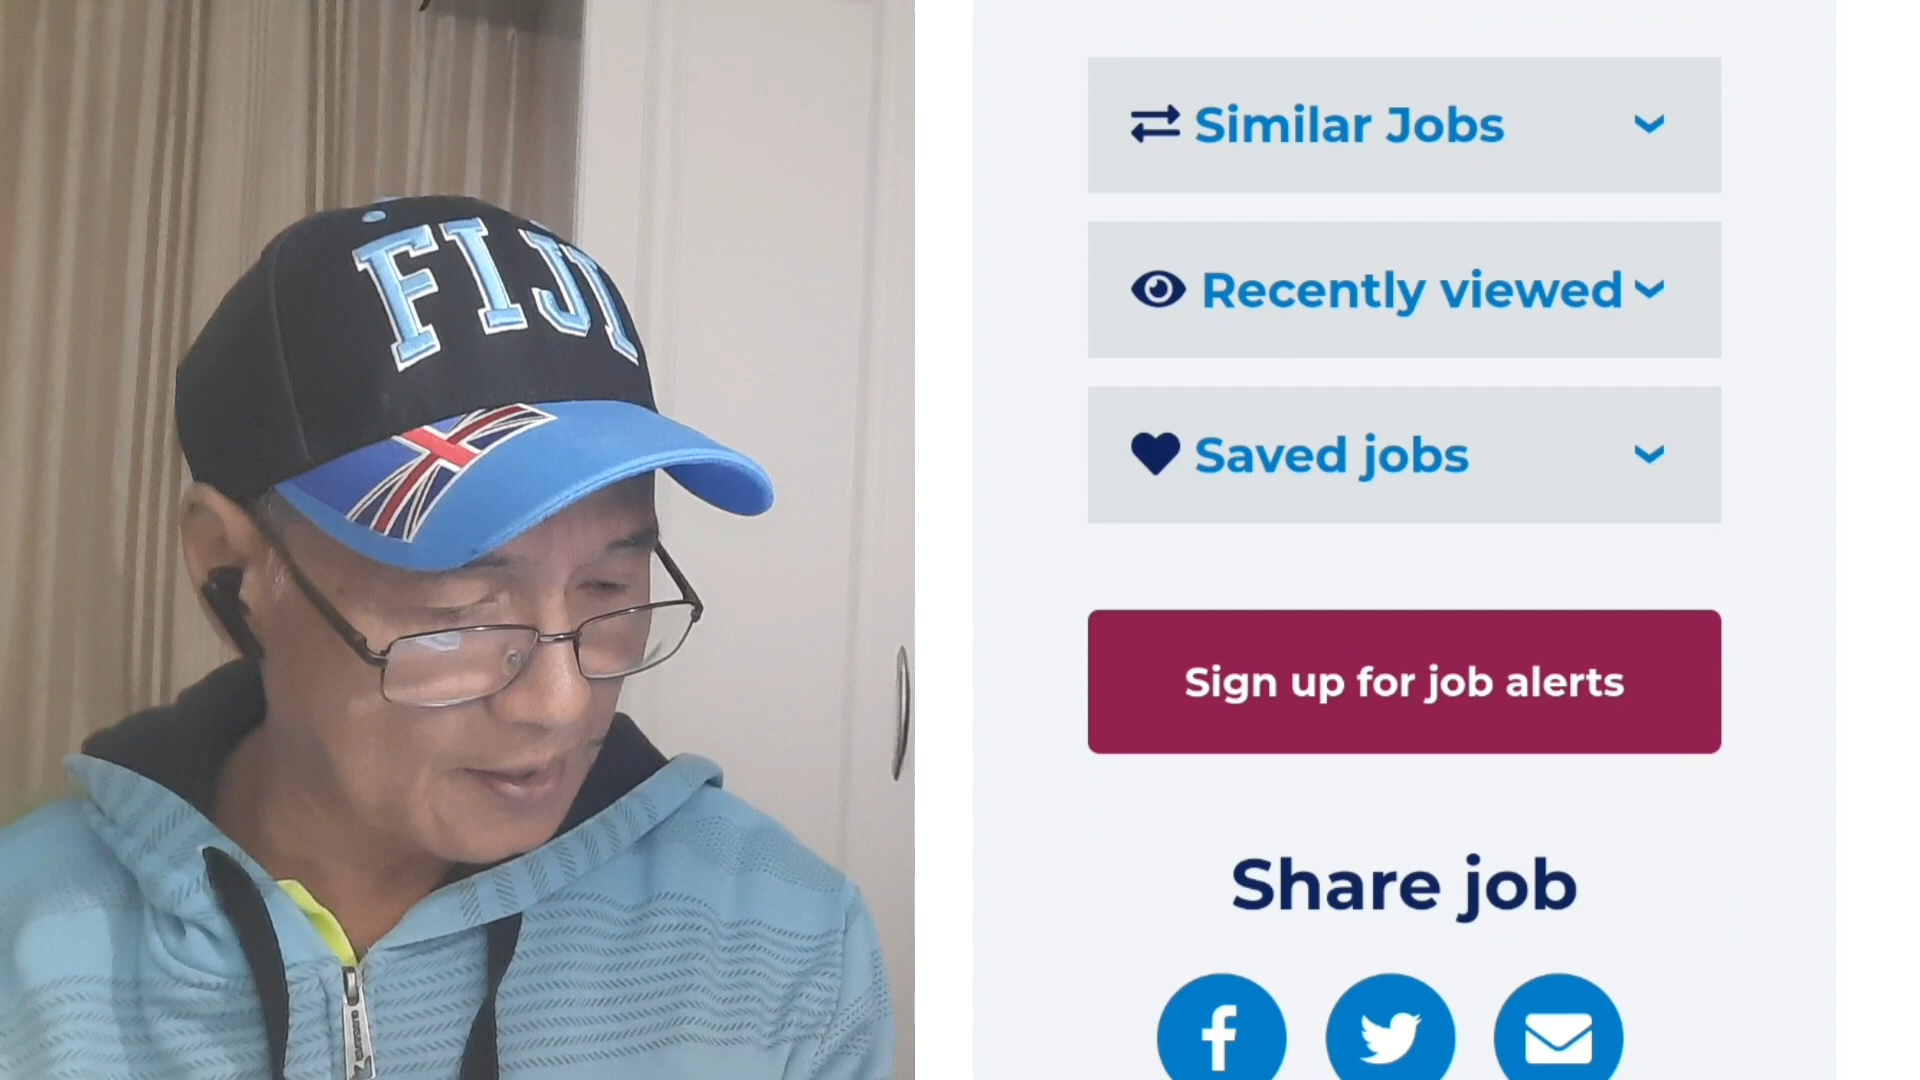 FIJI
Similar Jobs
Recently viewed
Saved jobs
Sign up for job alerts
Share job